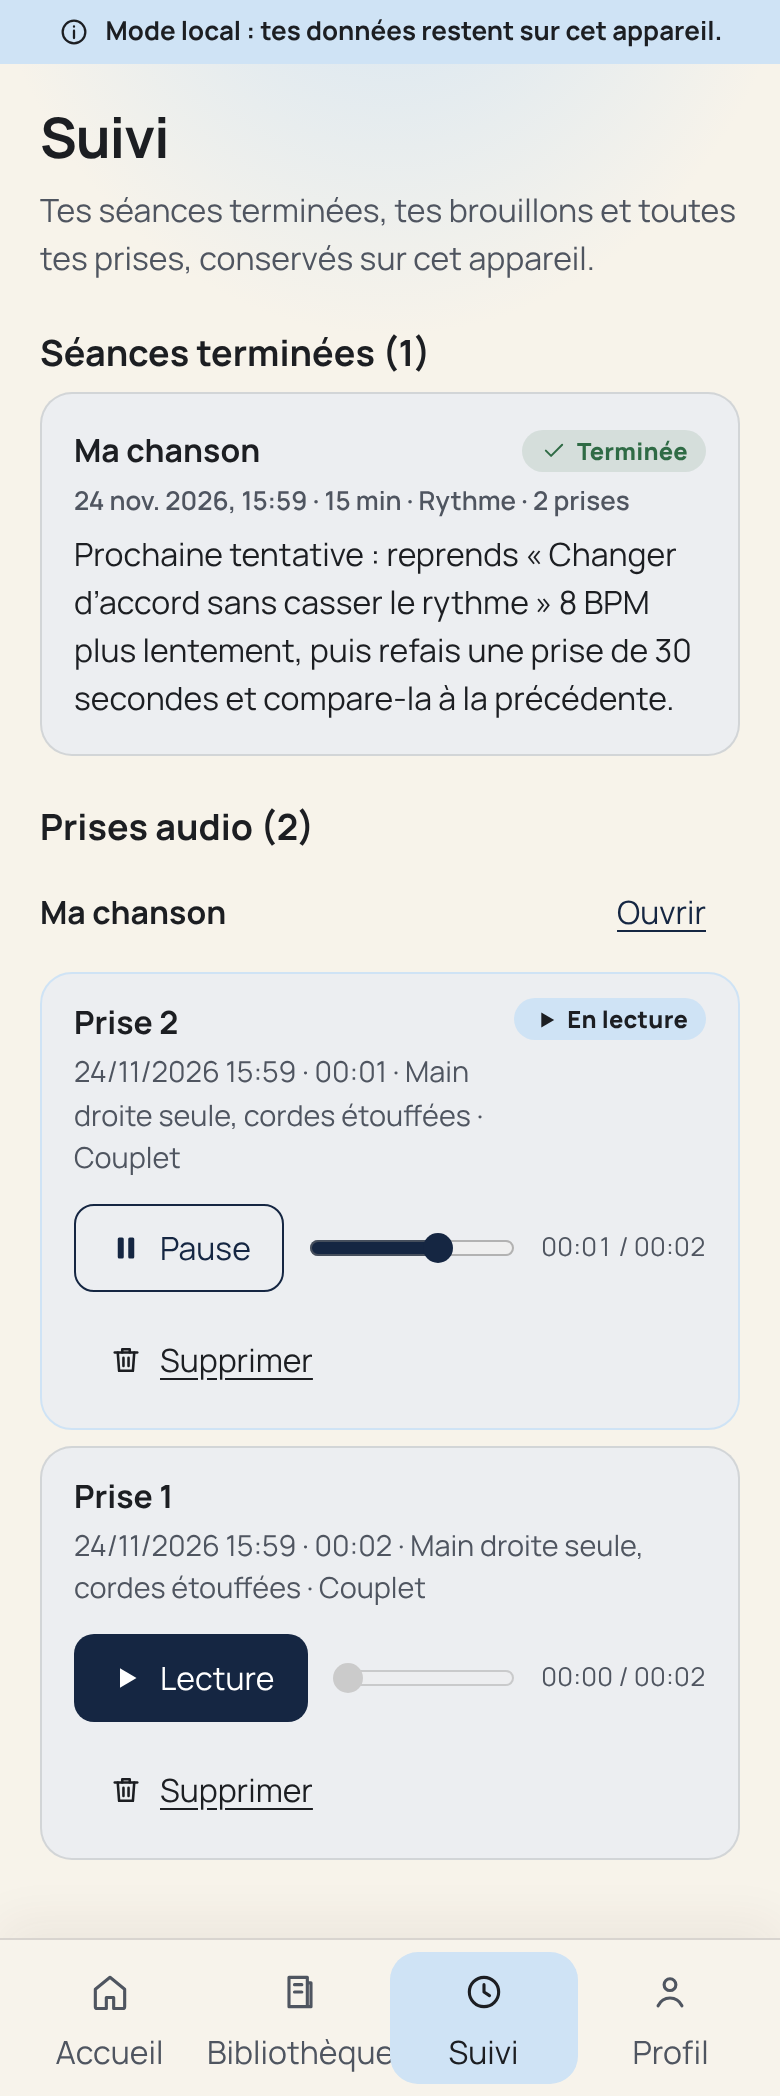 Mode local : tes données restent sur cet appareil.
Suivi
Tes séances terminées, tes brouillons et toutes
tes prises, conservés sur cet appareil.
Séances terminées (1)
Ma chanson
Terminée
24 nov. 2026, 15:59 · 15 min · Rythme · 2 prises
Prochaine tentative : reprends « Changer
d’accord sans casser le rythme » 8 BPM
plus lentement, puis refais une prise de 30
secondes et compare-la à la précédente.
Prises audio (2)
Ma chanson
Ouvrir
Prise 2
En lecture
24/11/2026 15:59 · 00:01 · Main
droite seule, cordes étouffées ·
Couplet
Pause
00:01 / 00:02
Supprimer
Prise 1
24/11/2026 15:59 · 00:02 · Main droite seule,
cordes étouffées · Couplet
Lecture
00:00 / 00:02
Supprimer
Accueil
Bibliothèque
Suivi
Profil